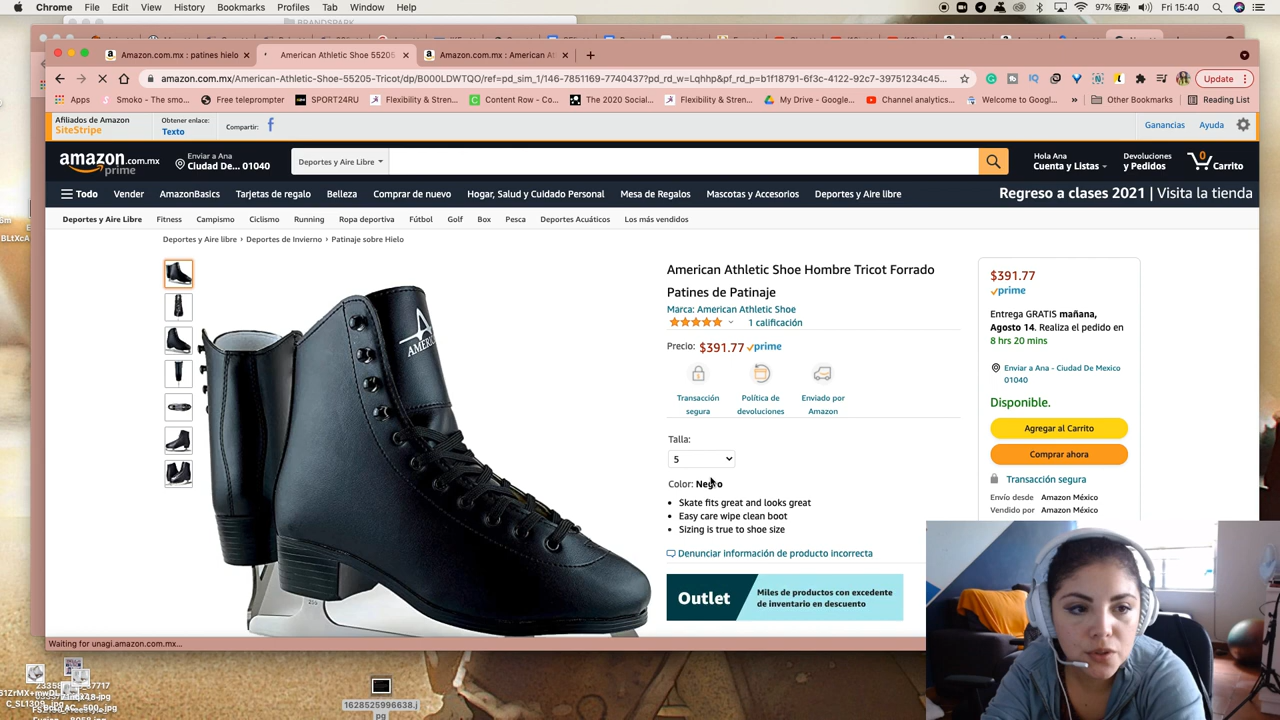 Chrome File Edit View History Bookmarks Profiles Tab Window Help
97% Fri 15:40
BRANDSPARK
Amazon.com.mx : patines hielo
American Athletic Shoe 55205
Amazon.com.mx : American At
amazon.com.mx/American-Athletic-Shoe-55205-Tricot/dp/B000LDWTQO/ref=pd_sim_1/146-7851169-7740437?pd_rd_w=Lqhhp&pf_rd_p=b1f18791-6f3c-4122-92c7-39751234c45...
Update
Apps Smoko - The smo... Free teleprompter SPORT24RU Flexibility & Stren... Content Row - Co... The 2020 Social... Flexibility & Stren... My Drive - Google... Channel analytics... Welcome to Googl... » Other Bookmarks Reading List
Afiliados de Amazon
SiteStripe
Obtener enlace:
Texto
Compartir:
Ganancias Ayuda
amazon.com.mx
prime
Enviar a Ana
Ciudad De... 01040
Deportes y Aire Libre
Hola Ana
Cuenta y Listas
Devoluciones
y Pedidos
0
Carrito
Todo Vender AmazonBasics Tarjetas de regalo Belleza Comprar de nuevo Hogar, Salud y Cuidado Personal Mesa de Regalos Mascotas y Accesorios Deportes y Aire libre
Regreso a clases 2021 | Visita la tienda
Deportes y Aire Libre Fitness Campismo Ciclismo Running Ropa deportiva Fútbol Golf Box Pesca Deportes Acuáticos Los más vendidos
Deportes y Aire libre › Deportes de Invierno › Patinaje sobre Hielo
AMERIC
American Athletic Shoe Hombre Tricot Forrado
Patines de Patinaje
Marca: American Athletic Shoe
1 calificación
Precio: $391.77 prime
Transacción
segura
Política de
devoluciones
Enviado por
Amazon
Talla:
5
Color: Negro
• Skate fits great and looks great
• Easy care wipe clean boot
• Sizing is true to shoe size
Denunciar información de producto incorrecta
Outlet
Miles de productos con excedente
de inventario en descuento
$391.77
prime
Entrega GRATIS mañana,
Agosto 14. Realiza el pedido en
8 hrs 20 mins
Enviar a Ana - Ciudad De Mexico
01040
Disponible.
Agregar al Carrito
Comprar ahora
Transacción segura
Envío desde Amazon México
Vendido por Amazon México
Waiting for unagi.amazon.com.mx...
1628525996638.j
pg